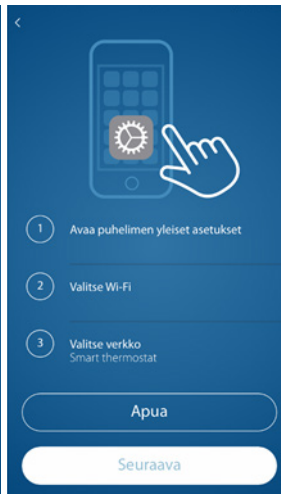 1 Avaa puhelimen yleiset asetukset
2 Valitse Wi-Fi
3 Valitse verkko
Smart thermostat
Apua
Seuraava